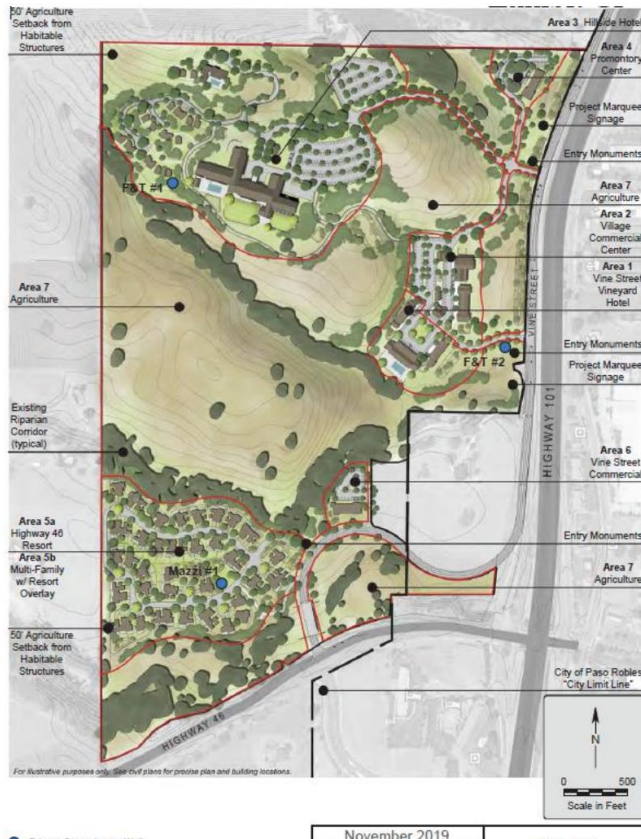 50' Agriculture
Setback from
Habitable
Structures
Area 3 Hillside Hotel
Area 4
Promontory
Center
Project Marquee
Signage
Entry Monuments
F&T #1
Area 7
Agriculture
Area 2
Village
Commercial
Center
Area 1
Vine Street
Vineyard
Hotel
Area 7
Agriculture
VINE STREET
F&T #2
Entry Monuments
Project Marquee
Signage
HIGHWAY 101
Existing
Riparian
Corridor
(typical)
Area 6
Vine Street
Commercial
Area 5a
Highway 46
Resort
Area 5b
Multi-Family
w/ Resort
Overlay
Mazzi #1
Entry Monuments
Area 7
Agriculture
50' Agriculture
Setback from
Habitable
Structures
City of Paso Robles
"City Limit Line"
HIGHWAY 46
N
0 500
Scale in Feet
For illustrative purposes only. See civil plans for precise plan and building locations.
November 2019